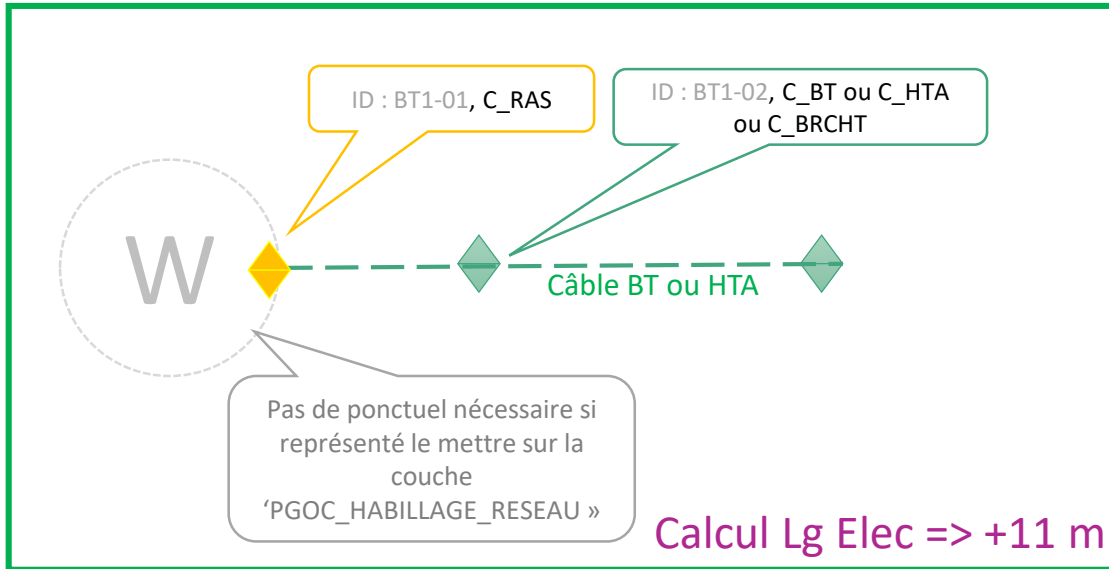 ID : BT1-01, C_RAS
ID : BT1-02, C_BT ou C_HTA
ou C_BRCHT
W
Câble BT ou HTA
Pas de ponctuel nécessaire si
représenté le mettre sur la
couche
‘PGOC_HABILLAGE_RESEAU »
Calcul Lg Elec => +11 m